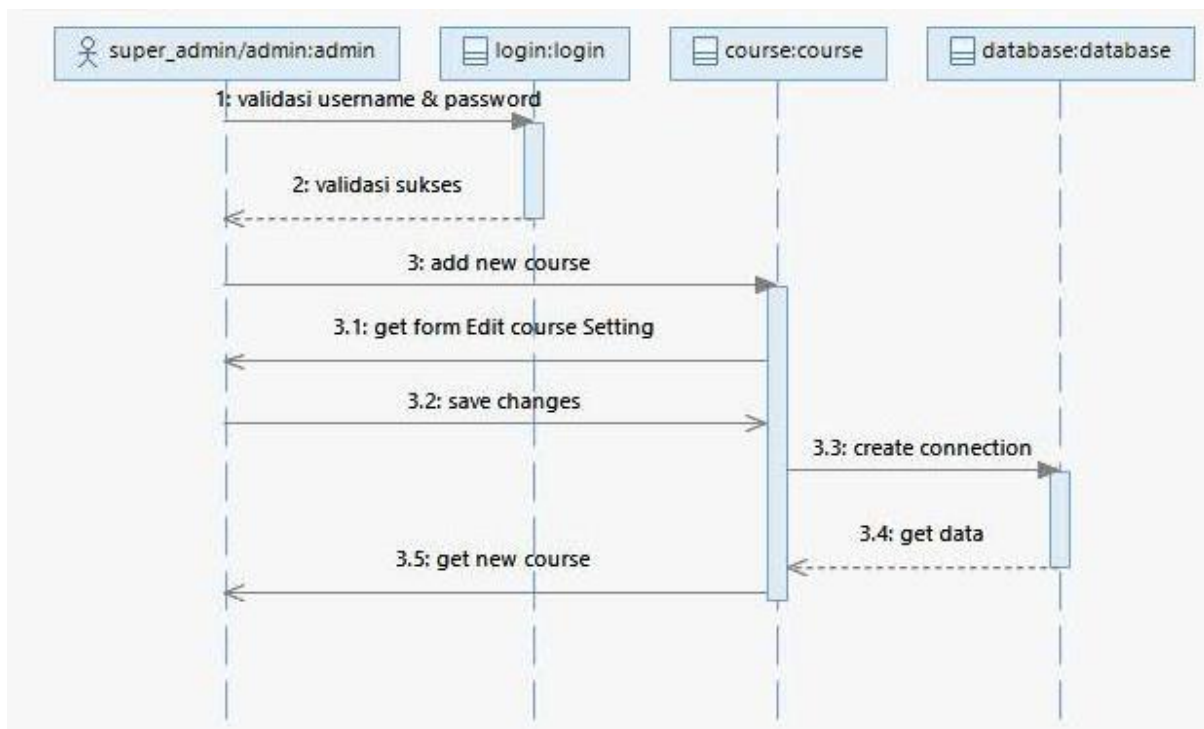 super_admin/admin:admin
login:login
course:course
database:database
1: validasi username & password
2: validasi sukses
3: add new course
3.1: get form Edit course Setting
3.2: save changes
3.3: create connection
3.4: get data
3.5: get new course